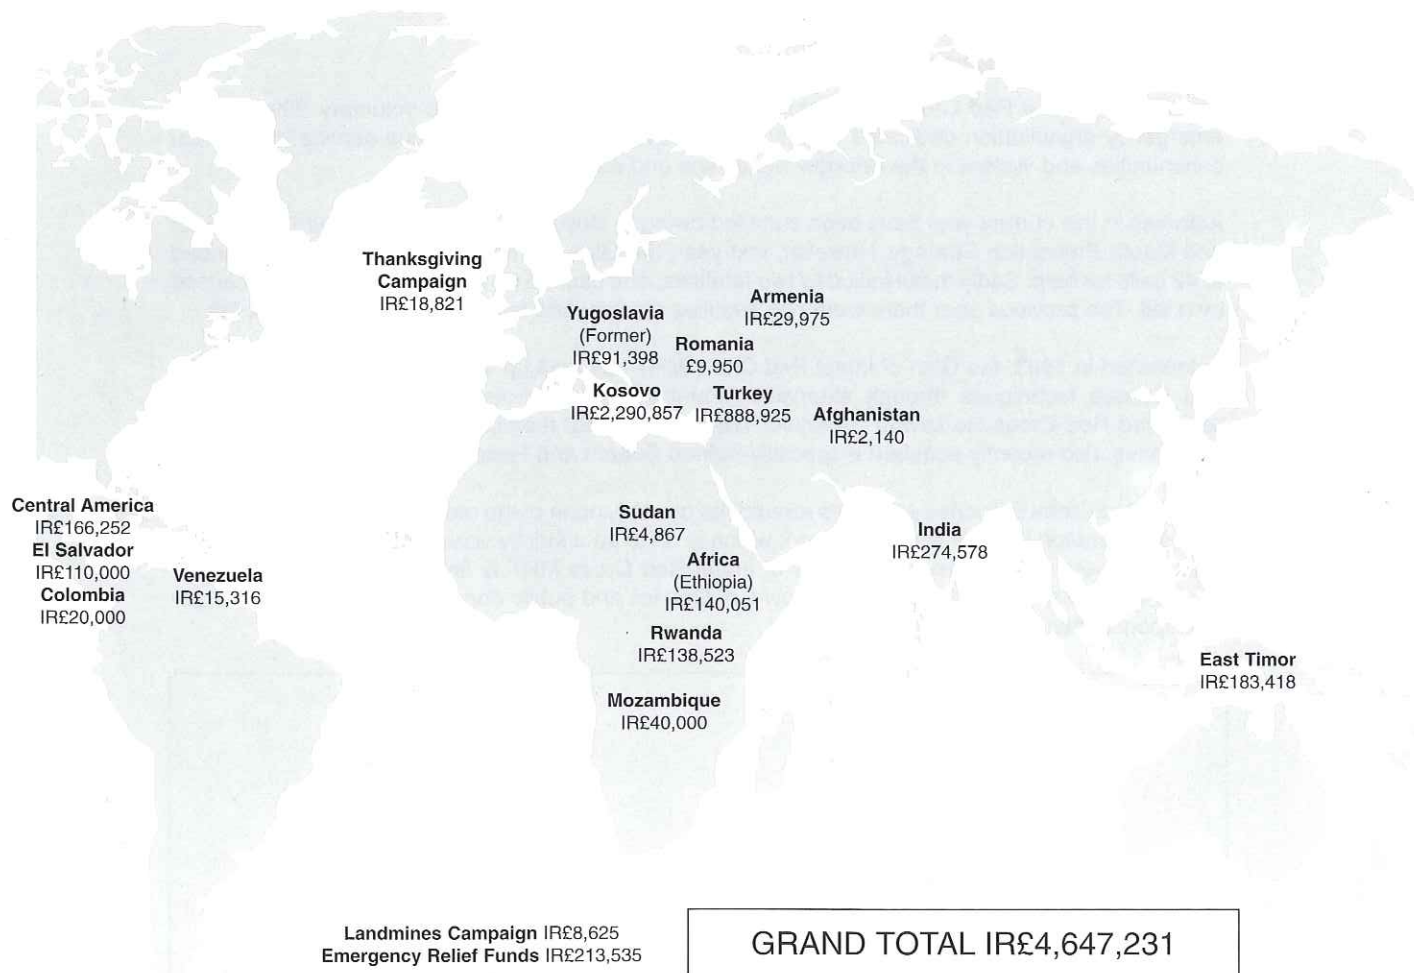 Thanksgiving
Campaign
IR£18,821
Armenia
IR£29,975
Yugoslavia
(Former)
IR£91,398
Romania
£9,950
Kosovo
IR£2,290,857
Turkey
IR£888,925
Afghanistan
IR£2,140
Central America
IR£166,252
El Salvador
IR£110,000
Colombia
IR£20,000
Venezuela
IR£15,316
Sudan
IR£4,867
Africa
(Ethiopia)
IR£140,051
Rwanda
IR£138,523
Mozambique
IR£40,000
India
IR£274,578
East Timor
IR£183,418
Landmines Campaign IR£8,625
Emergency Relief Funds IR£213,535
GRAND TOTAL IR£4,647,231